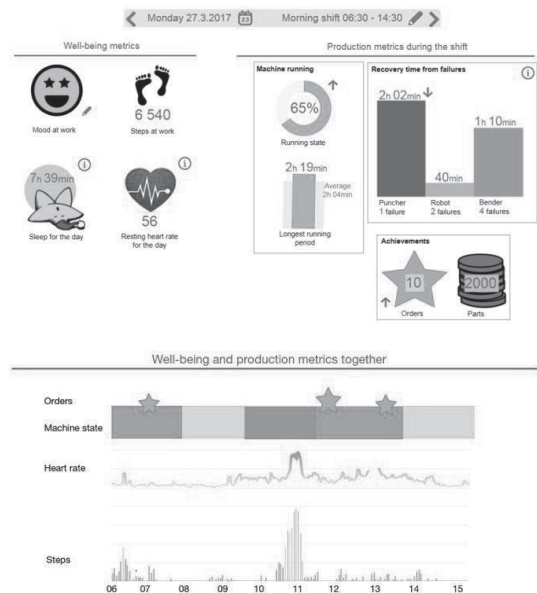 Monday 27.3.2017 23 Morning shift 06:30 - 14:30
Well-being metrics
Mood at work
6 540
Steps at work
7h 39min
Sleep for the day
56
Resting heart rate
for the day
Production metrics during the shift
Machine running
65%
Running state
2h 19min
Average
2h 04min
Longest running
period
Recovery time from failures
2h 02min
40min
1h 10min
Puncher
1 failure
Robot
2 failures
Bender
4 failures
Achievements
10
Orders
2000
Parts
Well-being and production metrics together
Orders
Machine state
Heart rate
Steps
06 07 08 09 10 11 12 13 14 15